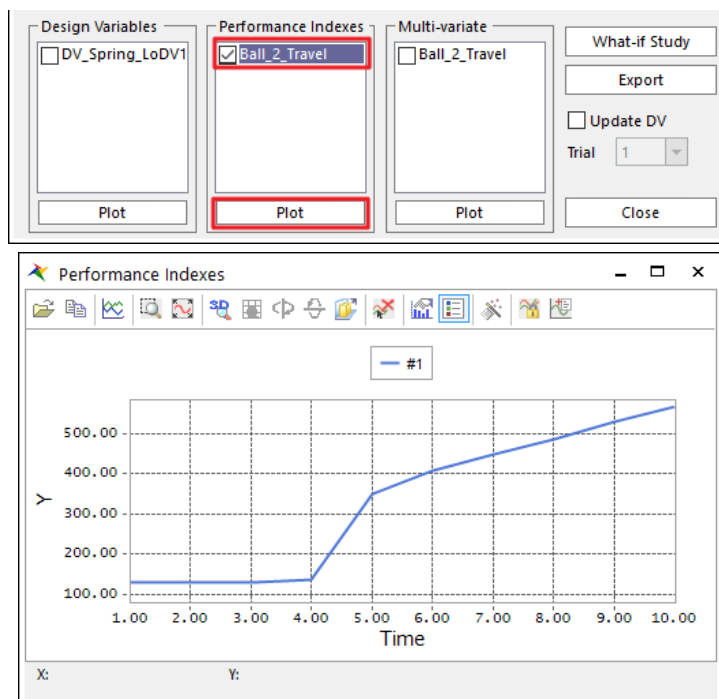 Design Variables
DV_Spring_LoDV1
Plot
Performance Indexes
Ball_2_Travel
Plot
Multi-variate
Ball_2_Travel
Plot
What-if Study
Export
Update DV
Trial 1
Close
Performance Indexes
3D
#1
500.00
400.00
300.00
200.00
100.00
Y
1.00 2.00 3.00 4.00 5.00 6.00 7.00 8.00 9.00 10.00
Time
X: Y: